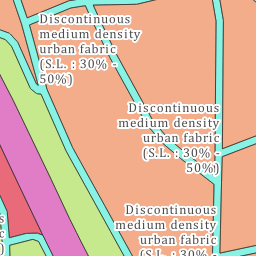 Discontinuous
medium density
urban fabric
(S.L. : 30% -
50%)
Discontinuous
medium density
urban fabric
(S.L. : 30% -
50%)
Discontinuous
medium density
urban fabric
(S.L. : 30% -